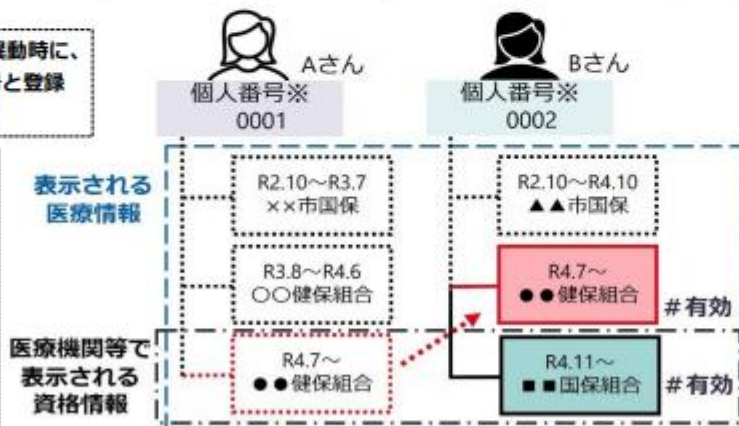 異動時に、
と登録
Aさん
個人番号※
0001
Bさん
個人番号※
0002
表示される
医療情報
R2.10～R3.7
××市国保
R2.10～R4.10
▲▲市国保
R3.8～R4.6
〇〇健保組合
R4.7～
●●健保組合
#有効
医療機関等で
表示される
資格情報
R4.7～
●●健保組合
R4.11～
■■国保組合
#有効